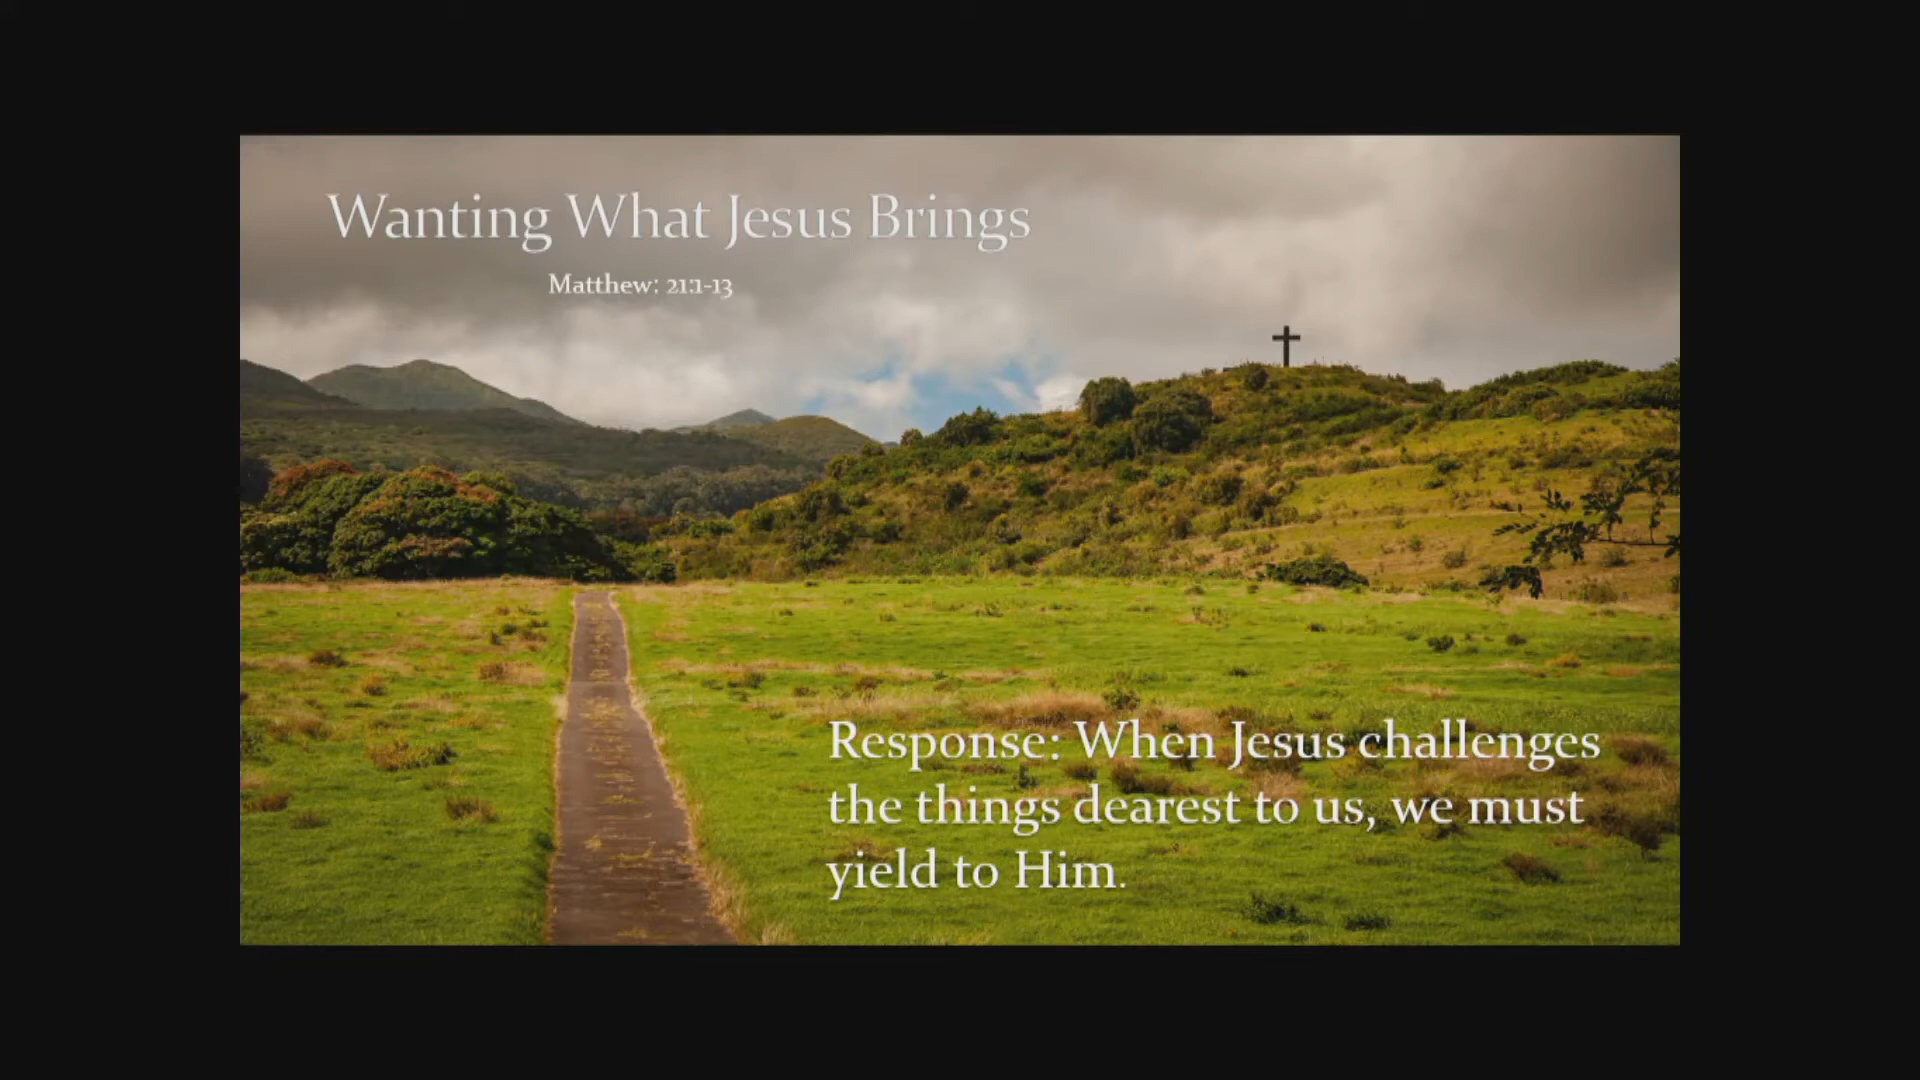 Wanting What Jesus Brings
Matthew: 21:1-13
Response: When Jesus challenges
the things dearest to us, we must
yield to Him.